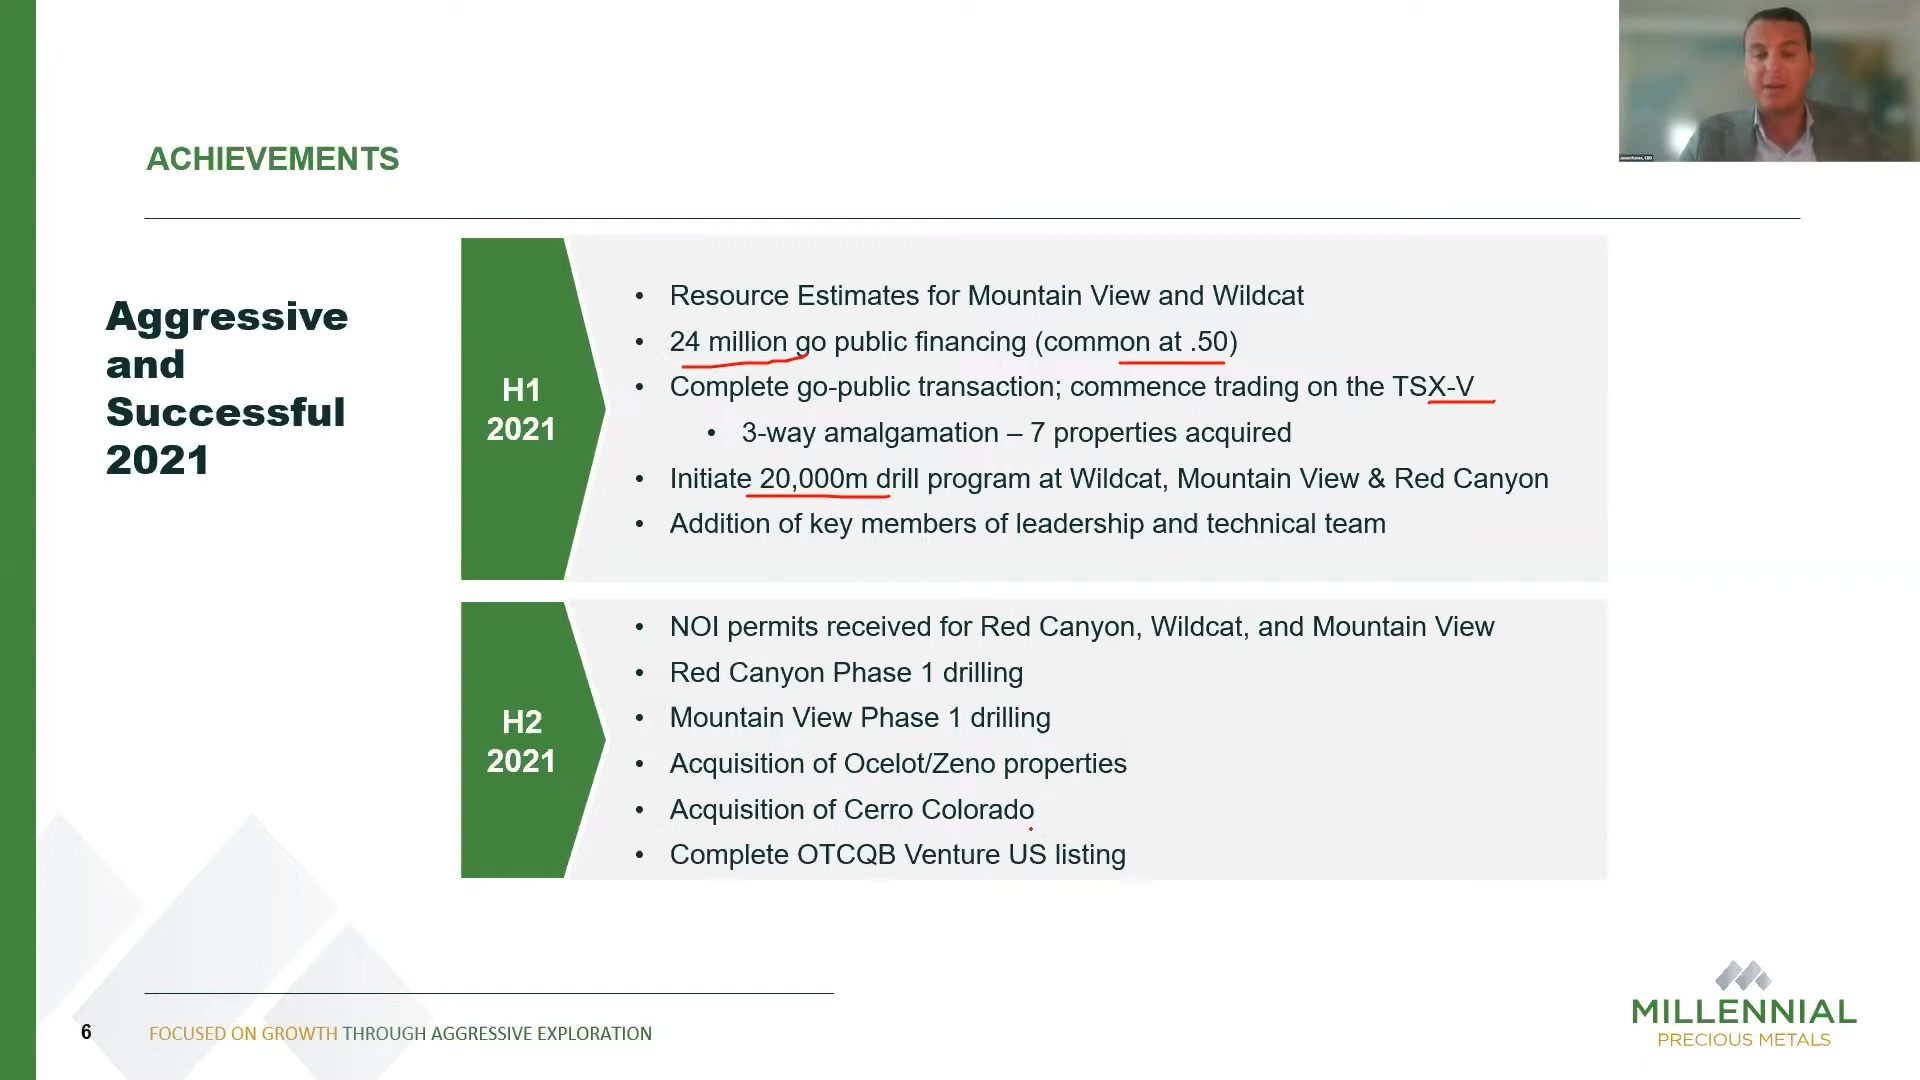 ACHIEVEMENTS
Aggressive
and
Successful
2021
H1
2021
• Resource Estimates for Mountain View and Wildcat
• 24 million go public financing (common at .50)
• Complete go-public transaction; commence trading on the TSX-V
• 3-way amalgamation – 7 properties acquired
• Initiate 20,000m drill program at Wildcat, Mountain View & Red Canyon
• Addition of key members of leadership and technical team
H2
2021
• NOI permits received for Red Canyon, Wildcat, and Mountain View
• Red Canyon Phase 1 drilling
• Mountain View Phase 1 drilling
• Acquisition of Ocelot/Zeno properties
• Acquisition of Cerro Colorado
• Complete OTCQB Venture US listing
6
FOCUSED ON GROWTH THROUGH AGGRESSIVE EXPLORATION
MILLENNIAL
PRECIOUS METALS